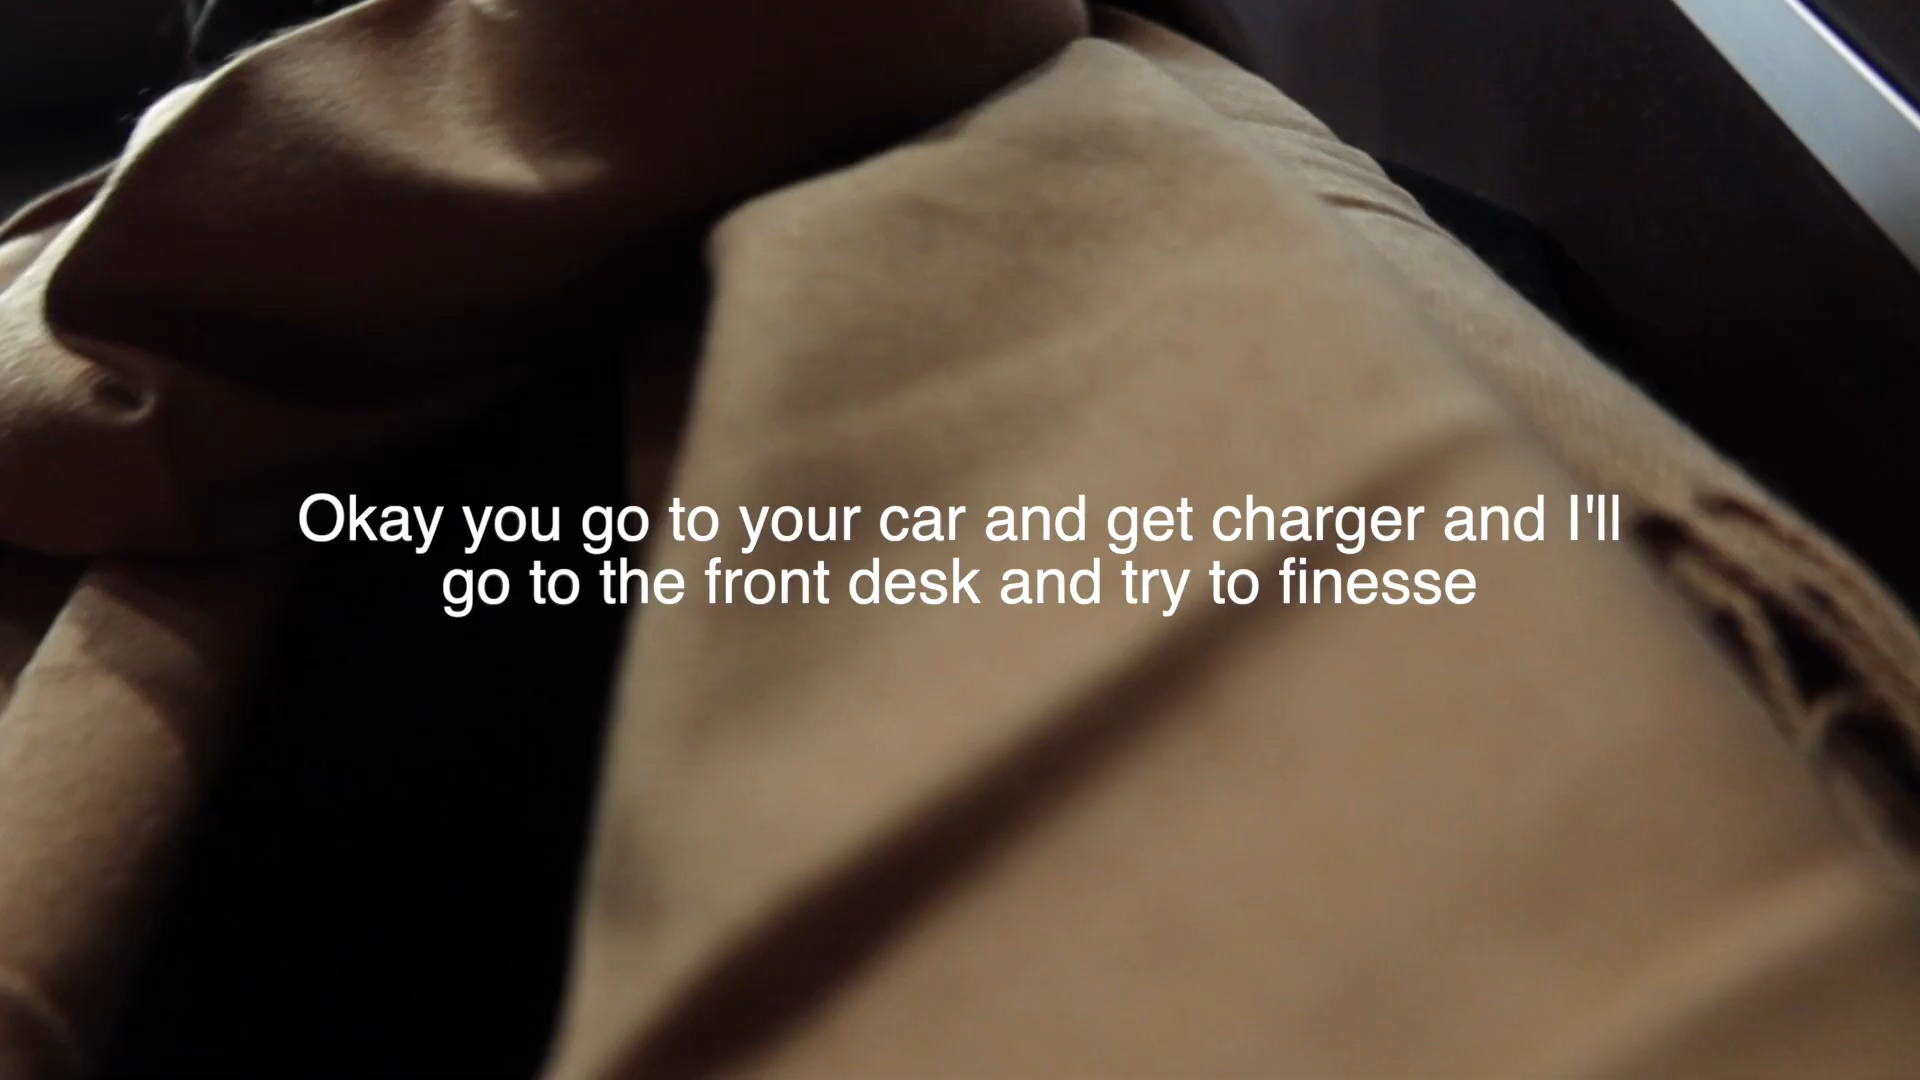 Okay you go to your car and get charger and I'll
go to the front desk and try to finesse